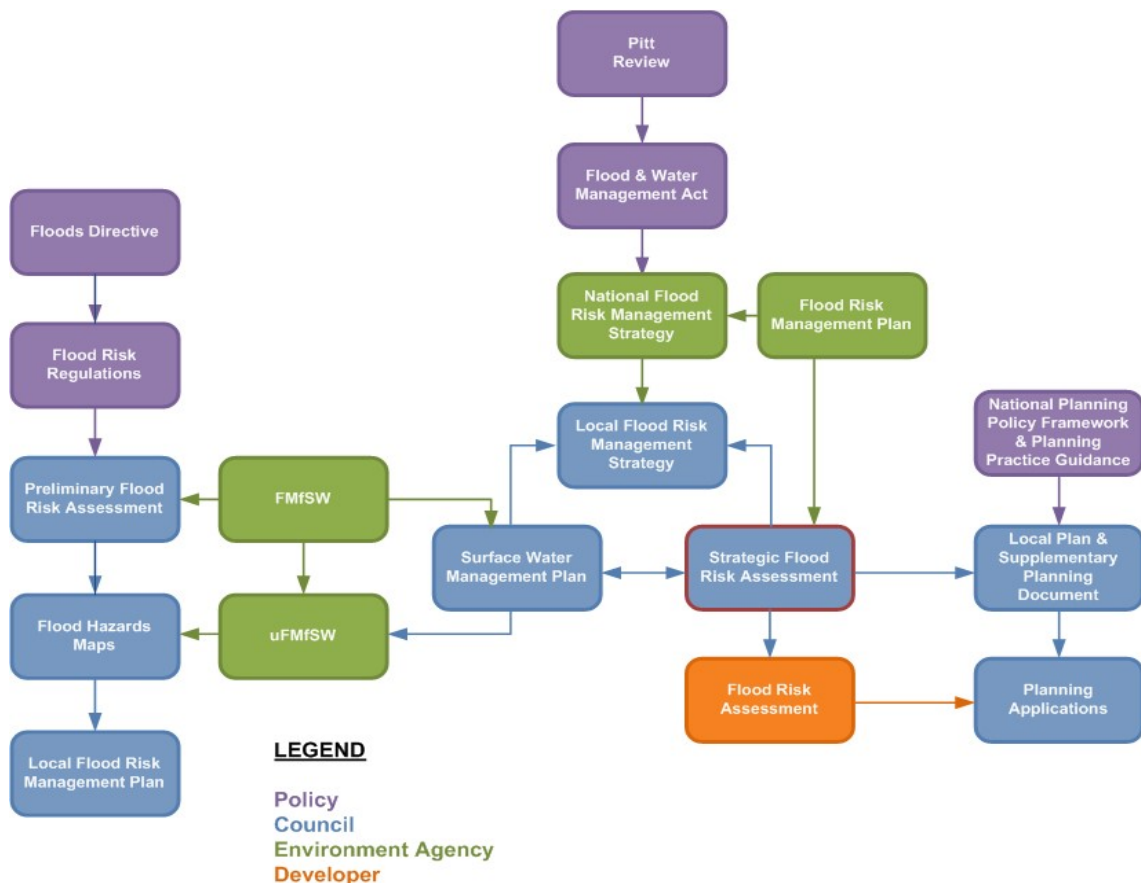 Pitt
Review
Flood & Water
Management Act
Floods Directive
National Flood
Risk Management
Strategy
Flood Risk
Management Plan
Flood Risk
Regulations
Local Flood Risk
Management
Strategy
National Planning
Policy Framework
& Planning
Practice Guidance
Preliminary Flood
Risk Assessment
FMfSW
Surface Water
Management Plan
Strategic Flood
Risk Assessment
Local Plan &
Supplementary
Planning
Document
Flood Hazards
Maps
uFMfSW
Flood Risk
Assessment
Planning
Applications
Local Flood Risk
Management Plan
LEGEND
Policy
Council
Environment Agency
Developer